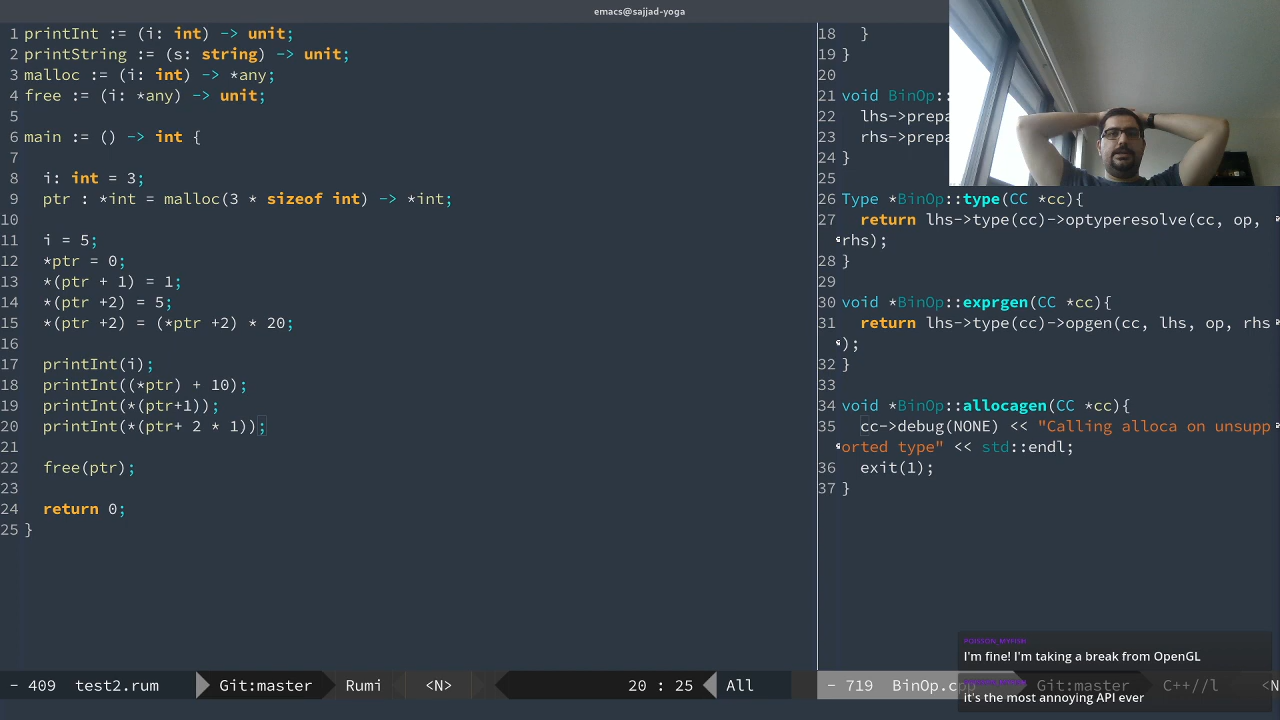 emacs@sajjad-yoga
1 printInt := (i: int) -> unit;
2 printString := (s: string) -> unit;
3 malloc := (i: int) -> *any;
4 free := (i: *any) -> unit;
5
6 main := () -> int {
7
8 i: int = 3;
9 ptr : *int = malloc(3 * sizeof int) -> *int;
10
11 i = 5;
12 *ptr = 0;
13 *(ptr + 1) = 1;
14 *(ptr +2) = 5;
15 *(ptr +2) = (*ptr +2) * 20;
16
17 printInt(i);
18 printInt((*ptr) + 10);
19 printInt(*(ptr+1));
20 printInt(*(ptr+ 2 * 1));
21
22 free(ptr);
23
24 return 0;
25 }
- 409 test2.rum Git:master Rumi <N> 20 : 25 All
18 }
19 }
20
21 void BinOp::
22 lhs->prepa
23 rhs->prepa
24 }
25
26 Type *BinOp::type(CC *cc){
27 return lhs->type(cc)->optyperesolve(cc, op,
rhs);
28 }
29
30 void *BinOp::exprgen(CC *cc){
31 return lhs->type(cc)->opgen(cc, lhs, op, rhs
);
32 }
33
34 void *BinOp::allocagen(CC *cc){
35 cc->debug(NONE) << "Calling alloca on unsupp
orted type" << std::endl;
36 exit(1);
37 }
I'm fine! I'm taking a break from OpenGL
it's the most annoying API ever
- 719 BinOp.cpp Git:master C++//l <N